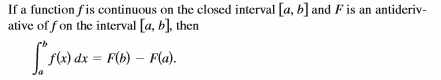 If a function f is continuous on the closed interval [a, b] and F is an antideriv-
ative of f on the interval [a, b], then
∫ₐᵇ f(x) dx = F(b) − F(a).